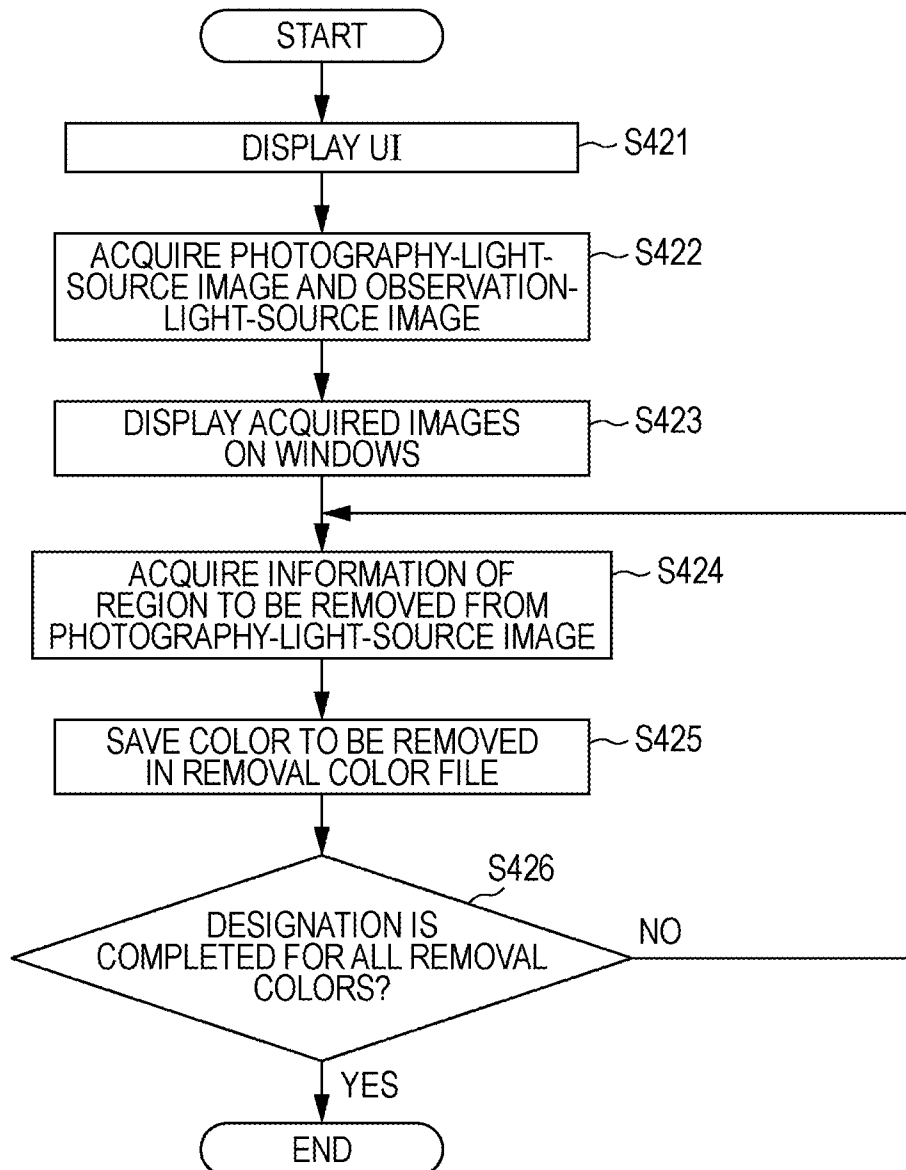 START
DISPLAY UI
S421
ACQUIRE PHOTOGRAPHY-LIGHT-
SOURCE IMAGE AND OBSERVATION-
LIGHT-SOURCE IMAGE
S422
DISPLAY ACQUIRED IMAGES
ON WINDOWS
S423
ACQUIRE INFORMATION OF
REGION TO BE REMOVED FROM
PHOTOGRAPHY-LIGHT-SOURCE IMAGE
S424
SAVE COLOR TO BE REMOVED
IN REMOVAL COLOR FILE
S425
S426
DESIGNATION IS
COMPLETED FOR ALL REMOVAL
COLORS?
NO
YES
END